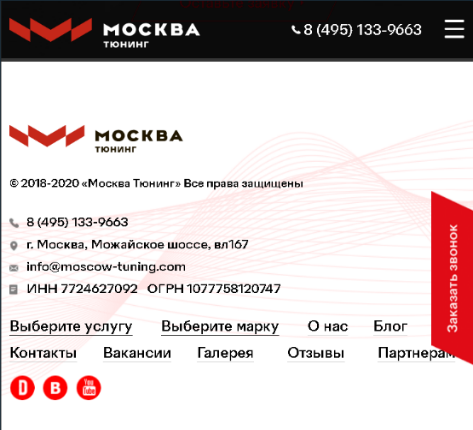 МОСКВА
ТЮНИНГ
8 (495) 133-9663
МОСКВА
ТЮНИНГ
© 2018-2020 «Москва Тюнинг» Все права защищены
8 (495) 133-9663
г. Москва, Можайское шоссе, вл167
info@moscow-tuning.com
ИНН 7724627092 ОГРН 1077758120747
Заказать звонок
Выберите услугу Выберите марку О нас Блог
Контакты Вакансии Галерея Отзывы Партнерам
D B You Tube